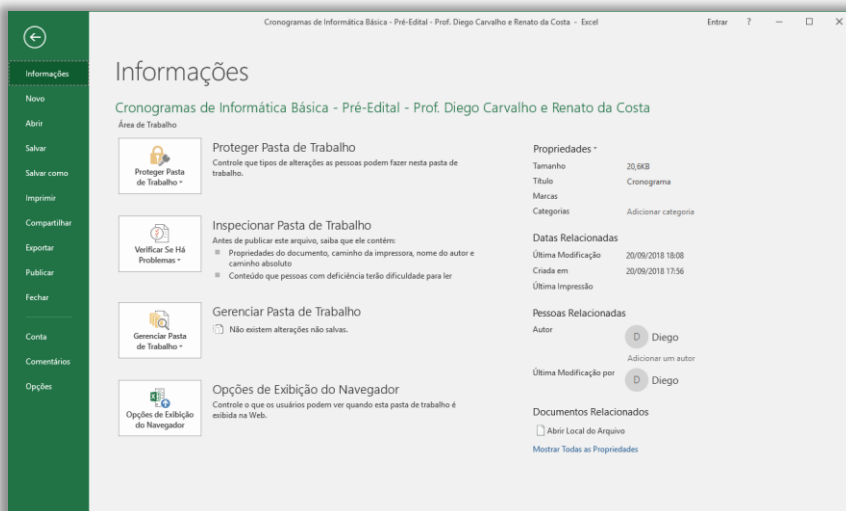 Cronogramas de Informática Básica - Pré-Edital - Prof. Diego Carvalho e Renato da Costa - Excel
Entrar
?
Informações
Novo
Abrir
Salvar
Salvar como
Imprimir
Compartilhar
Exportar
Publicar
Fechar
Conta
Comentários
Opções
Informações
Cronogramas de Informática Básica - Pré-Edital - Prof. Diego Carvalho e Renato da Costa
Área de Trabalho
Proteger Pasta
de Trabalho
Proteger Pasta de Trabalho
Controle que tipos de alterações as pessoas podem fazer nesta pasta de
trabalho.
Verificar Se Há
Problemas
Inspecionar Pasta de Trabalho
Antes de publicar este arquivo, saiba que ele contém:
Propriedades do documento, caminho da impressora, nome do autor e
caminho absoluto
Conteúdo que pessoas com deficiência terão dificuldade para ler
Gerenciar Pasta
de Trabalho
Gerenciar Pasta de Trabalho
Não existem alterações não salvas.
Opções de Exibição
do Navegador
Opções de Exibição do Navegador
Controle o que os usuários podem ver quando esta pasta de trabalho é
exibida na Web.
Propriedades
Tamanho 20,6KB
Título Cronograma
Marcas
Categorias Adicionar categoria
Datas Relacionadas
Última Modificação 20/09/2018 18:08
Criada em 20/09/2018 17:56
Última Impressão
Pessoas Relacionadas
Autor
D Diego
Adicionar um autor
Última Modificação por
D Diego
Documentos Relacionados
Abrir Local do Arquivo
Mostrar Todas as Propriedades